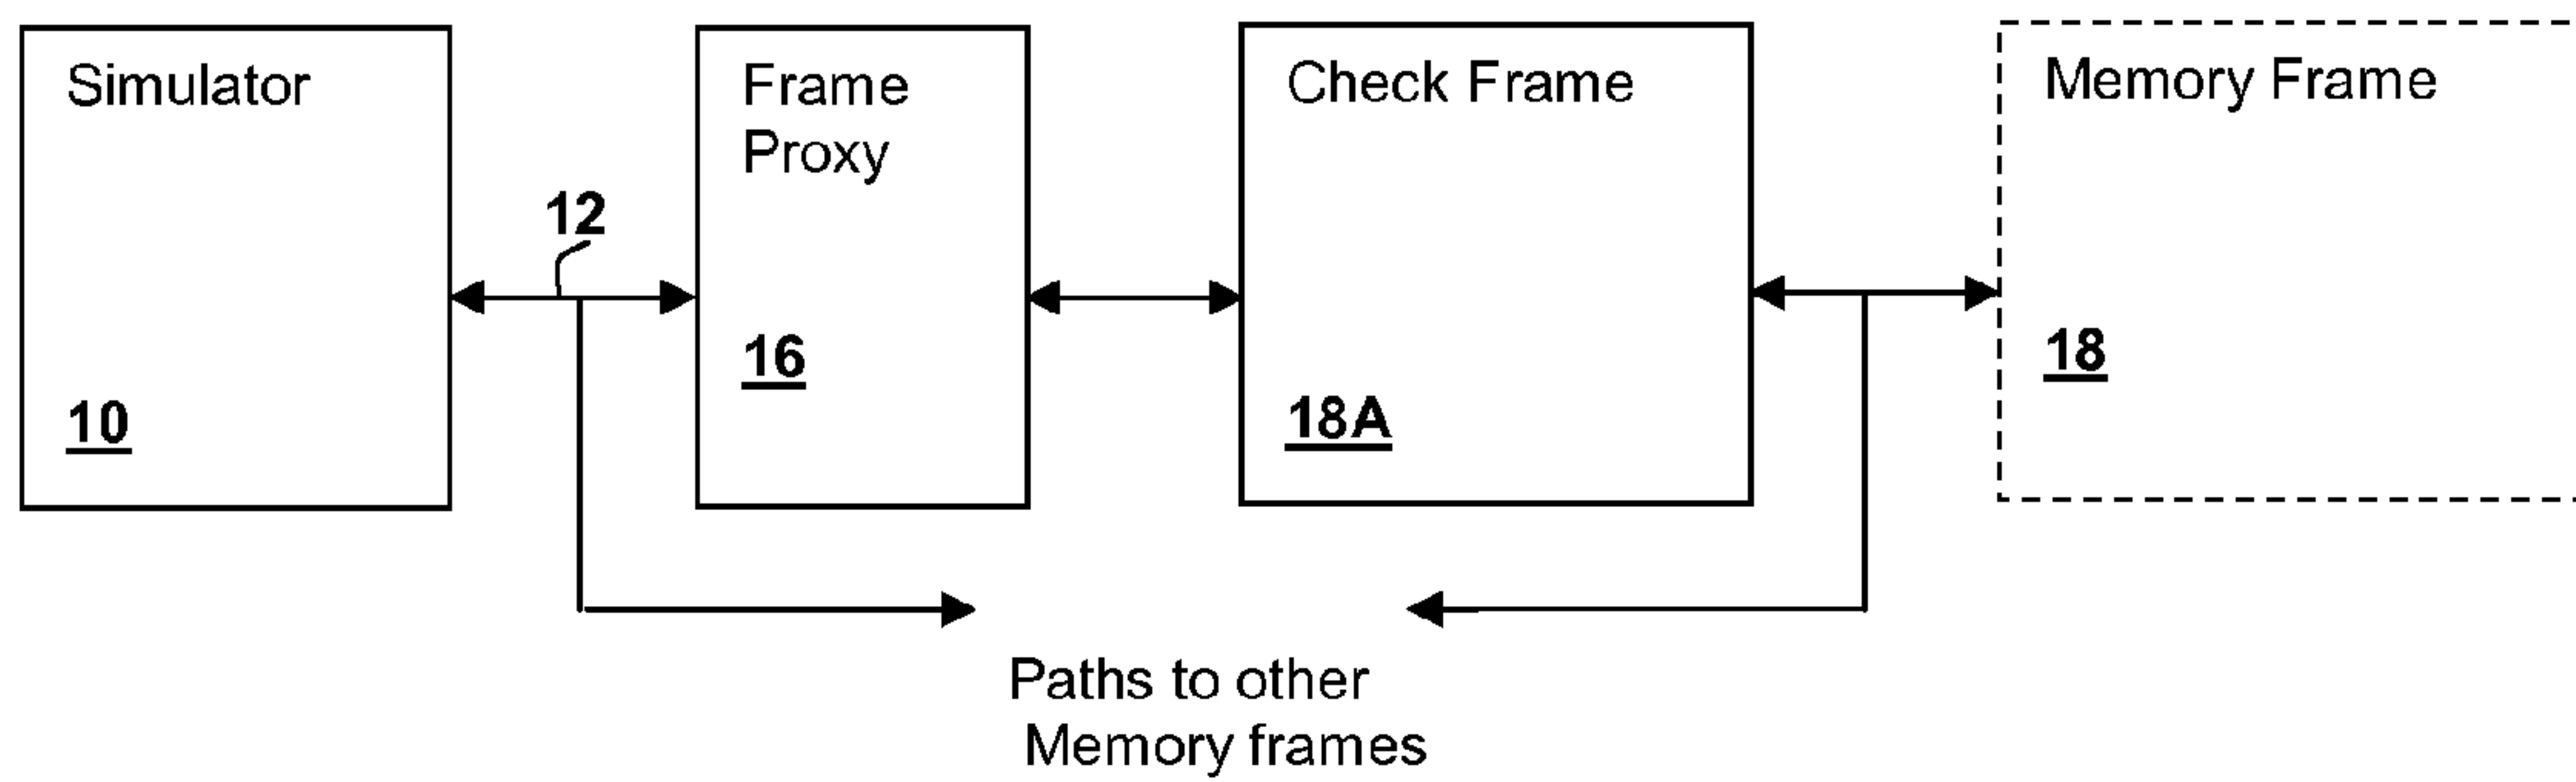 Simulator
10
12
Frame
Proxy
16
Check Frame
18A
Memory Frame
18
Paths to other
Memory frames